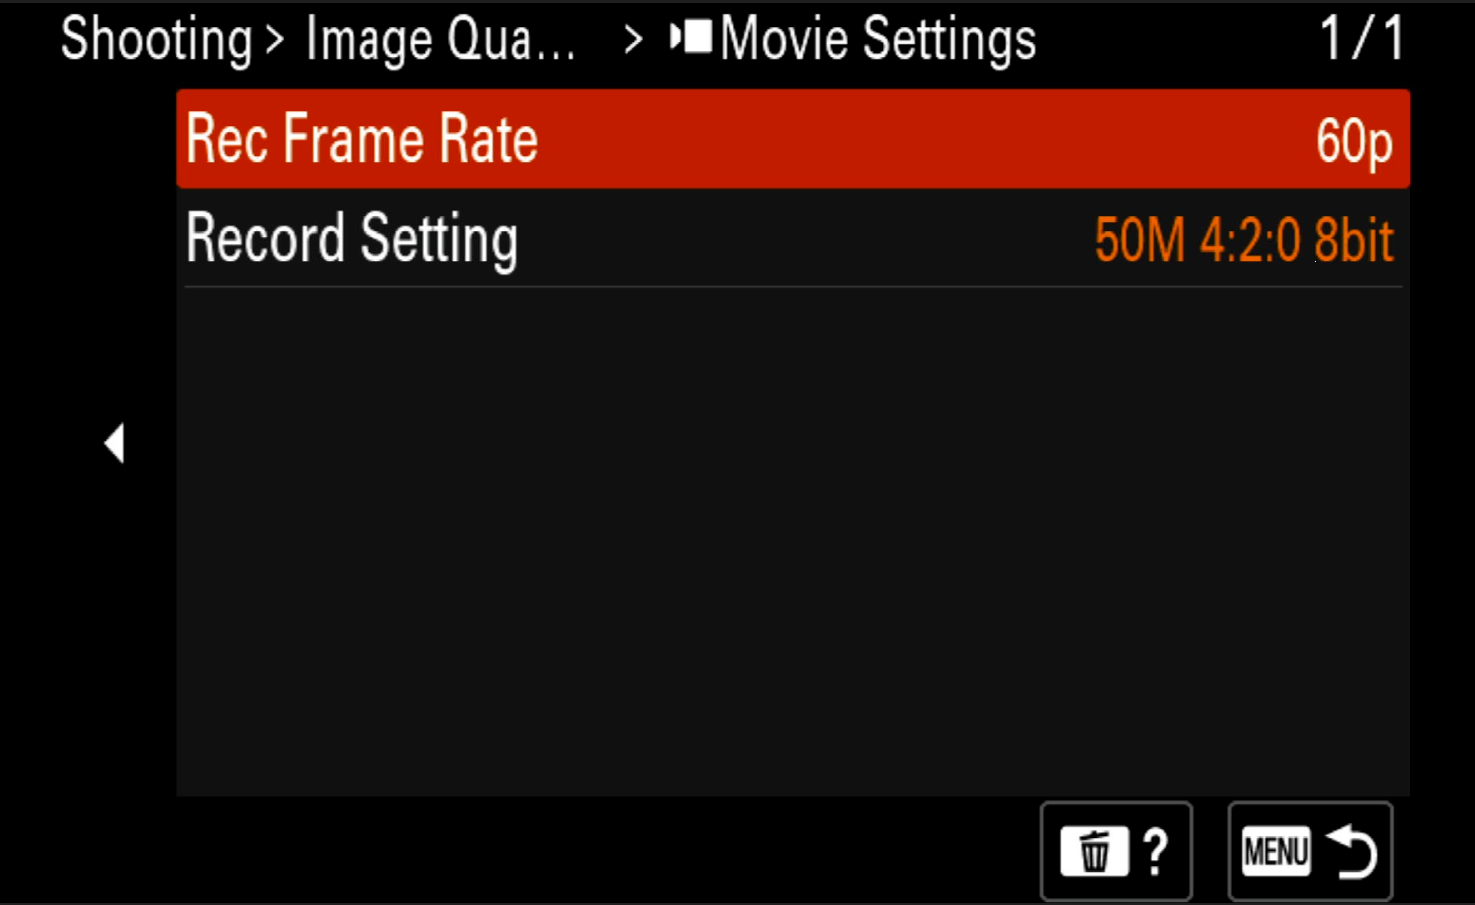 Shooting > Image Qua... > Movie Settings 1/1
Rec Frame Rate 60p
Record Setting 50M 4:2:0 8bit
? MENU